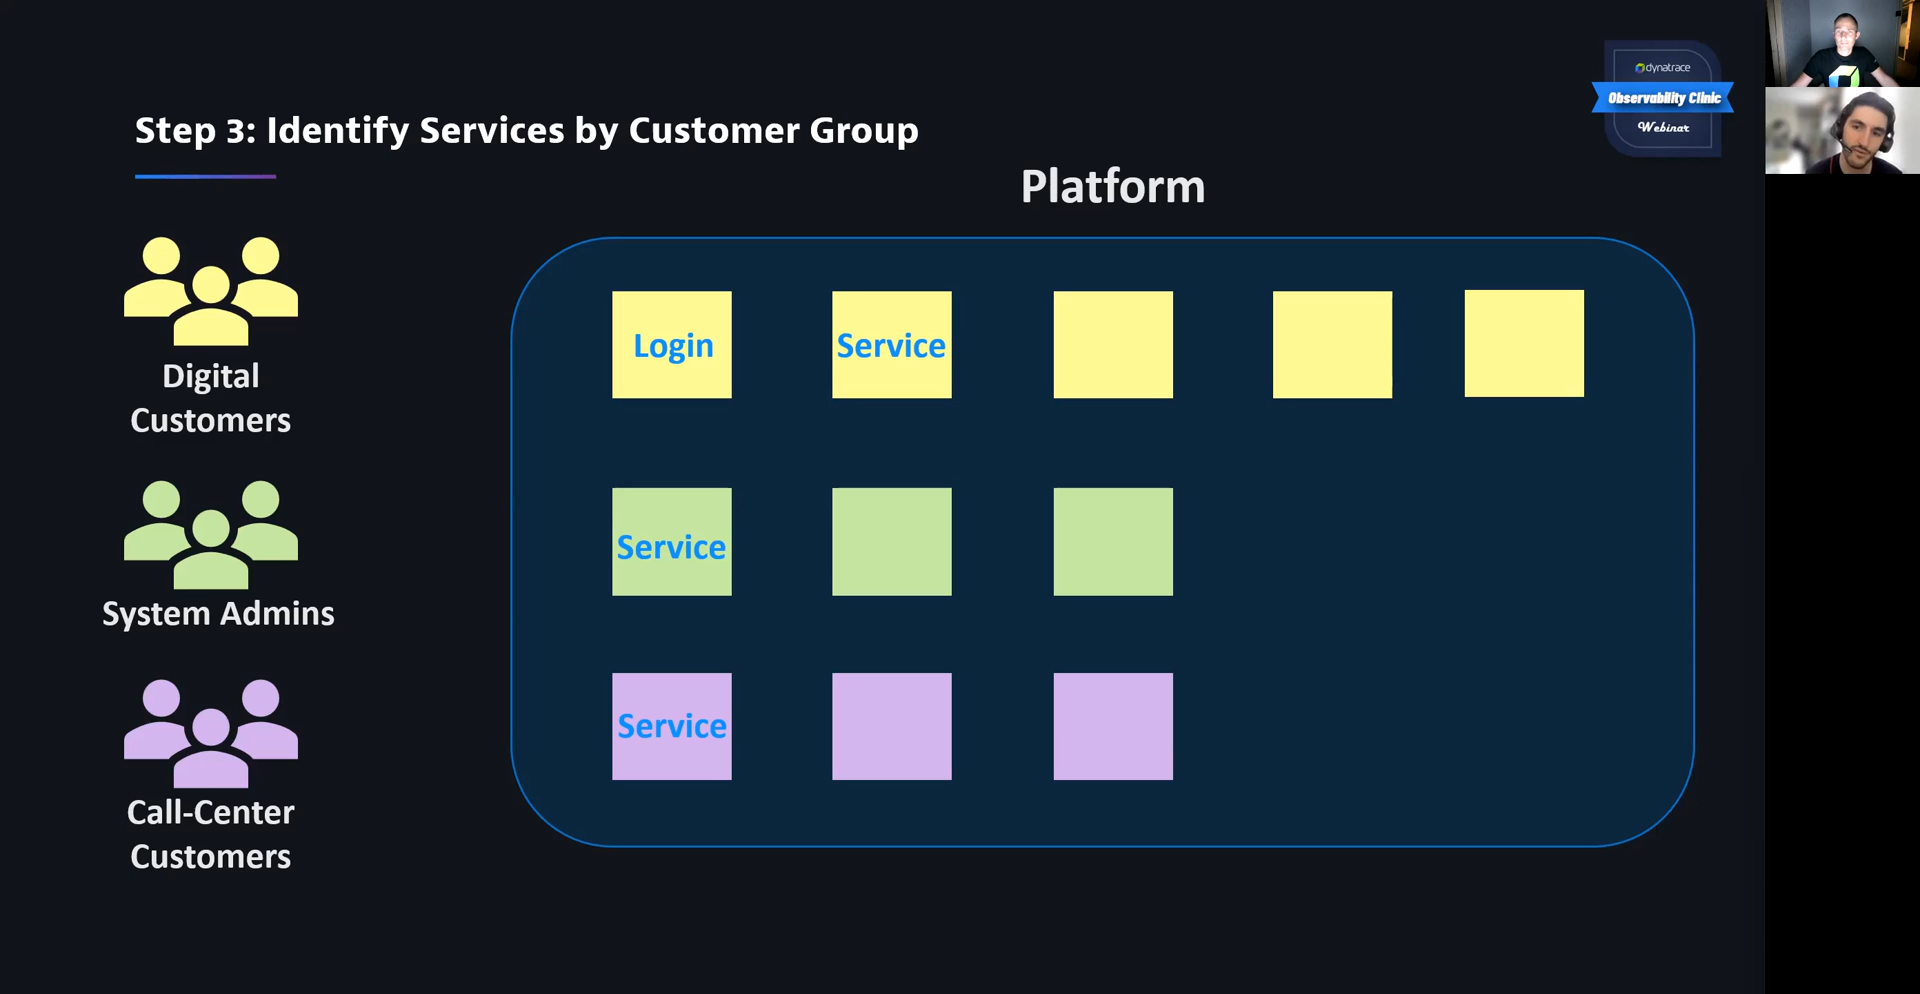 dynatrace
Observability Clinic
Webinar
Step 3: Identify Services by Customer Group
Platform
Digital
Customers
Login
Service
System Admins
Service
Call-Center
Customers
Service